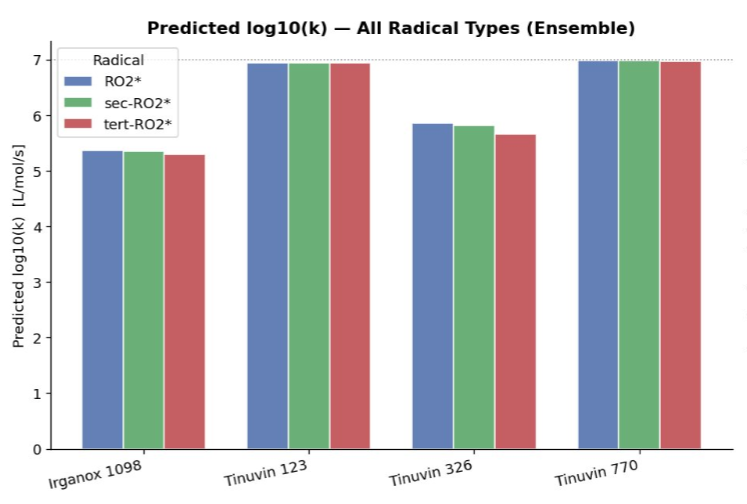 Predicted log10(k) — All Radical Types (Ensemble)
Predicted log10(k) [L/mol/s]
7
6
5
4
3
2
1
0
Radical
RO2*
sec-RO2*
tert-RO2*
Irganox 1098
Tinuvin 123
Tinuvin 326
Tinuvin 770